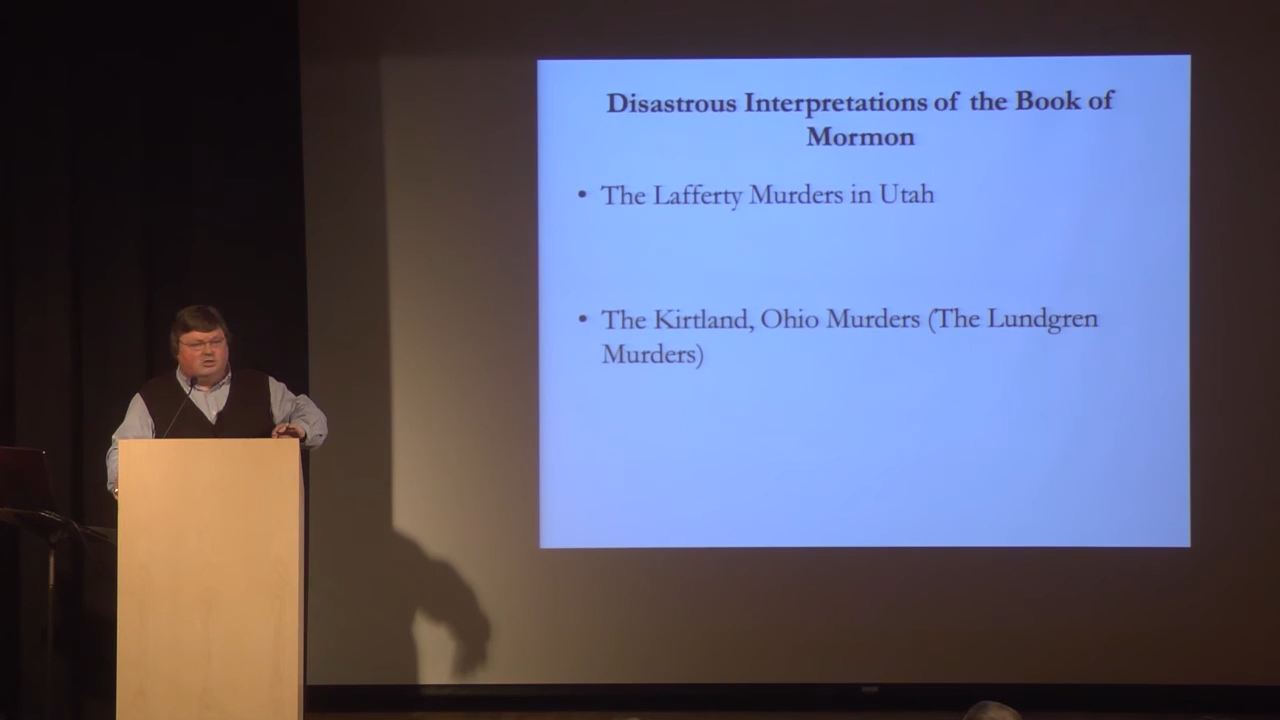 Disastrous Interpretations of the Book of
Mormon
• The Lafferty Murders in Utah
• The Kirtland, Ohio Murders (The Lundgren
Murders)